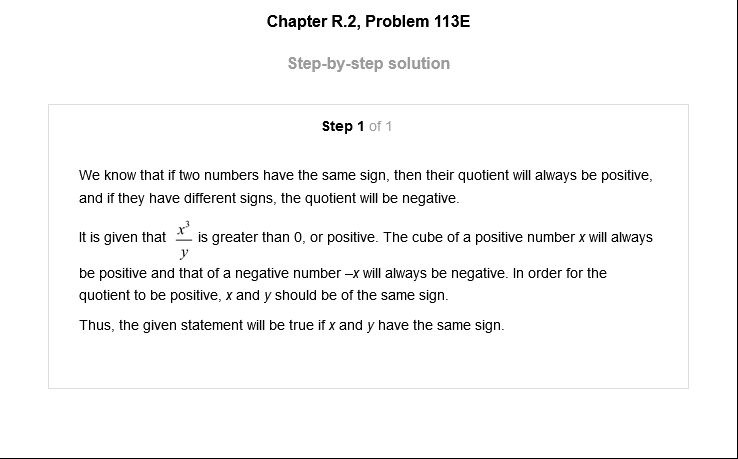 Chapter R.2, Problem 113E
Step-by-step solution
Step 1 of 1
We know that if two numbers have the same sign, then their quotient will always be positive,
and if they have different signs, the quotient will be negative.
It is given that x³/y is greater than 0, or positive. The cube of a positive number x will always
be positive and that of a negative number –x will always be negative. In order for the
quotient to be positive, x and y should be of the same sign.
Thus, the given statement will be true if x and y have the same sign.